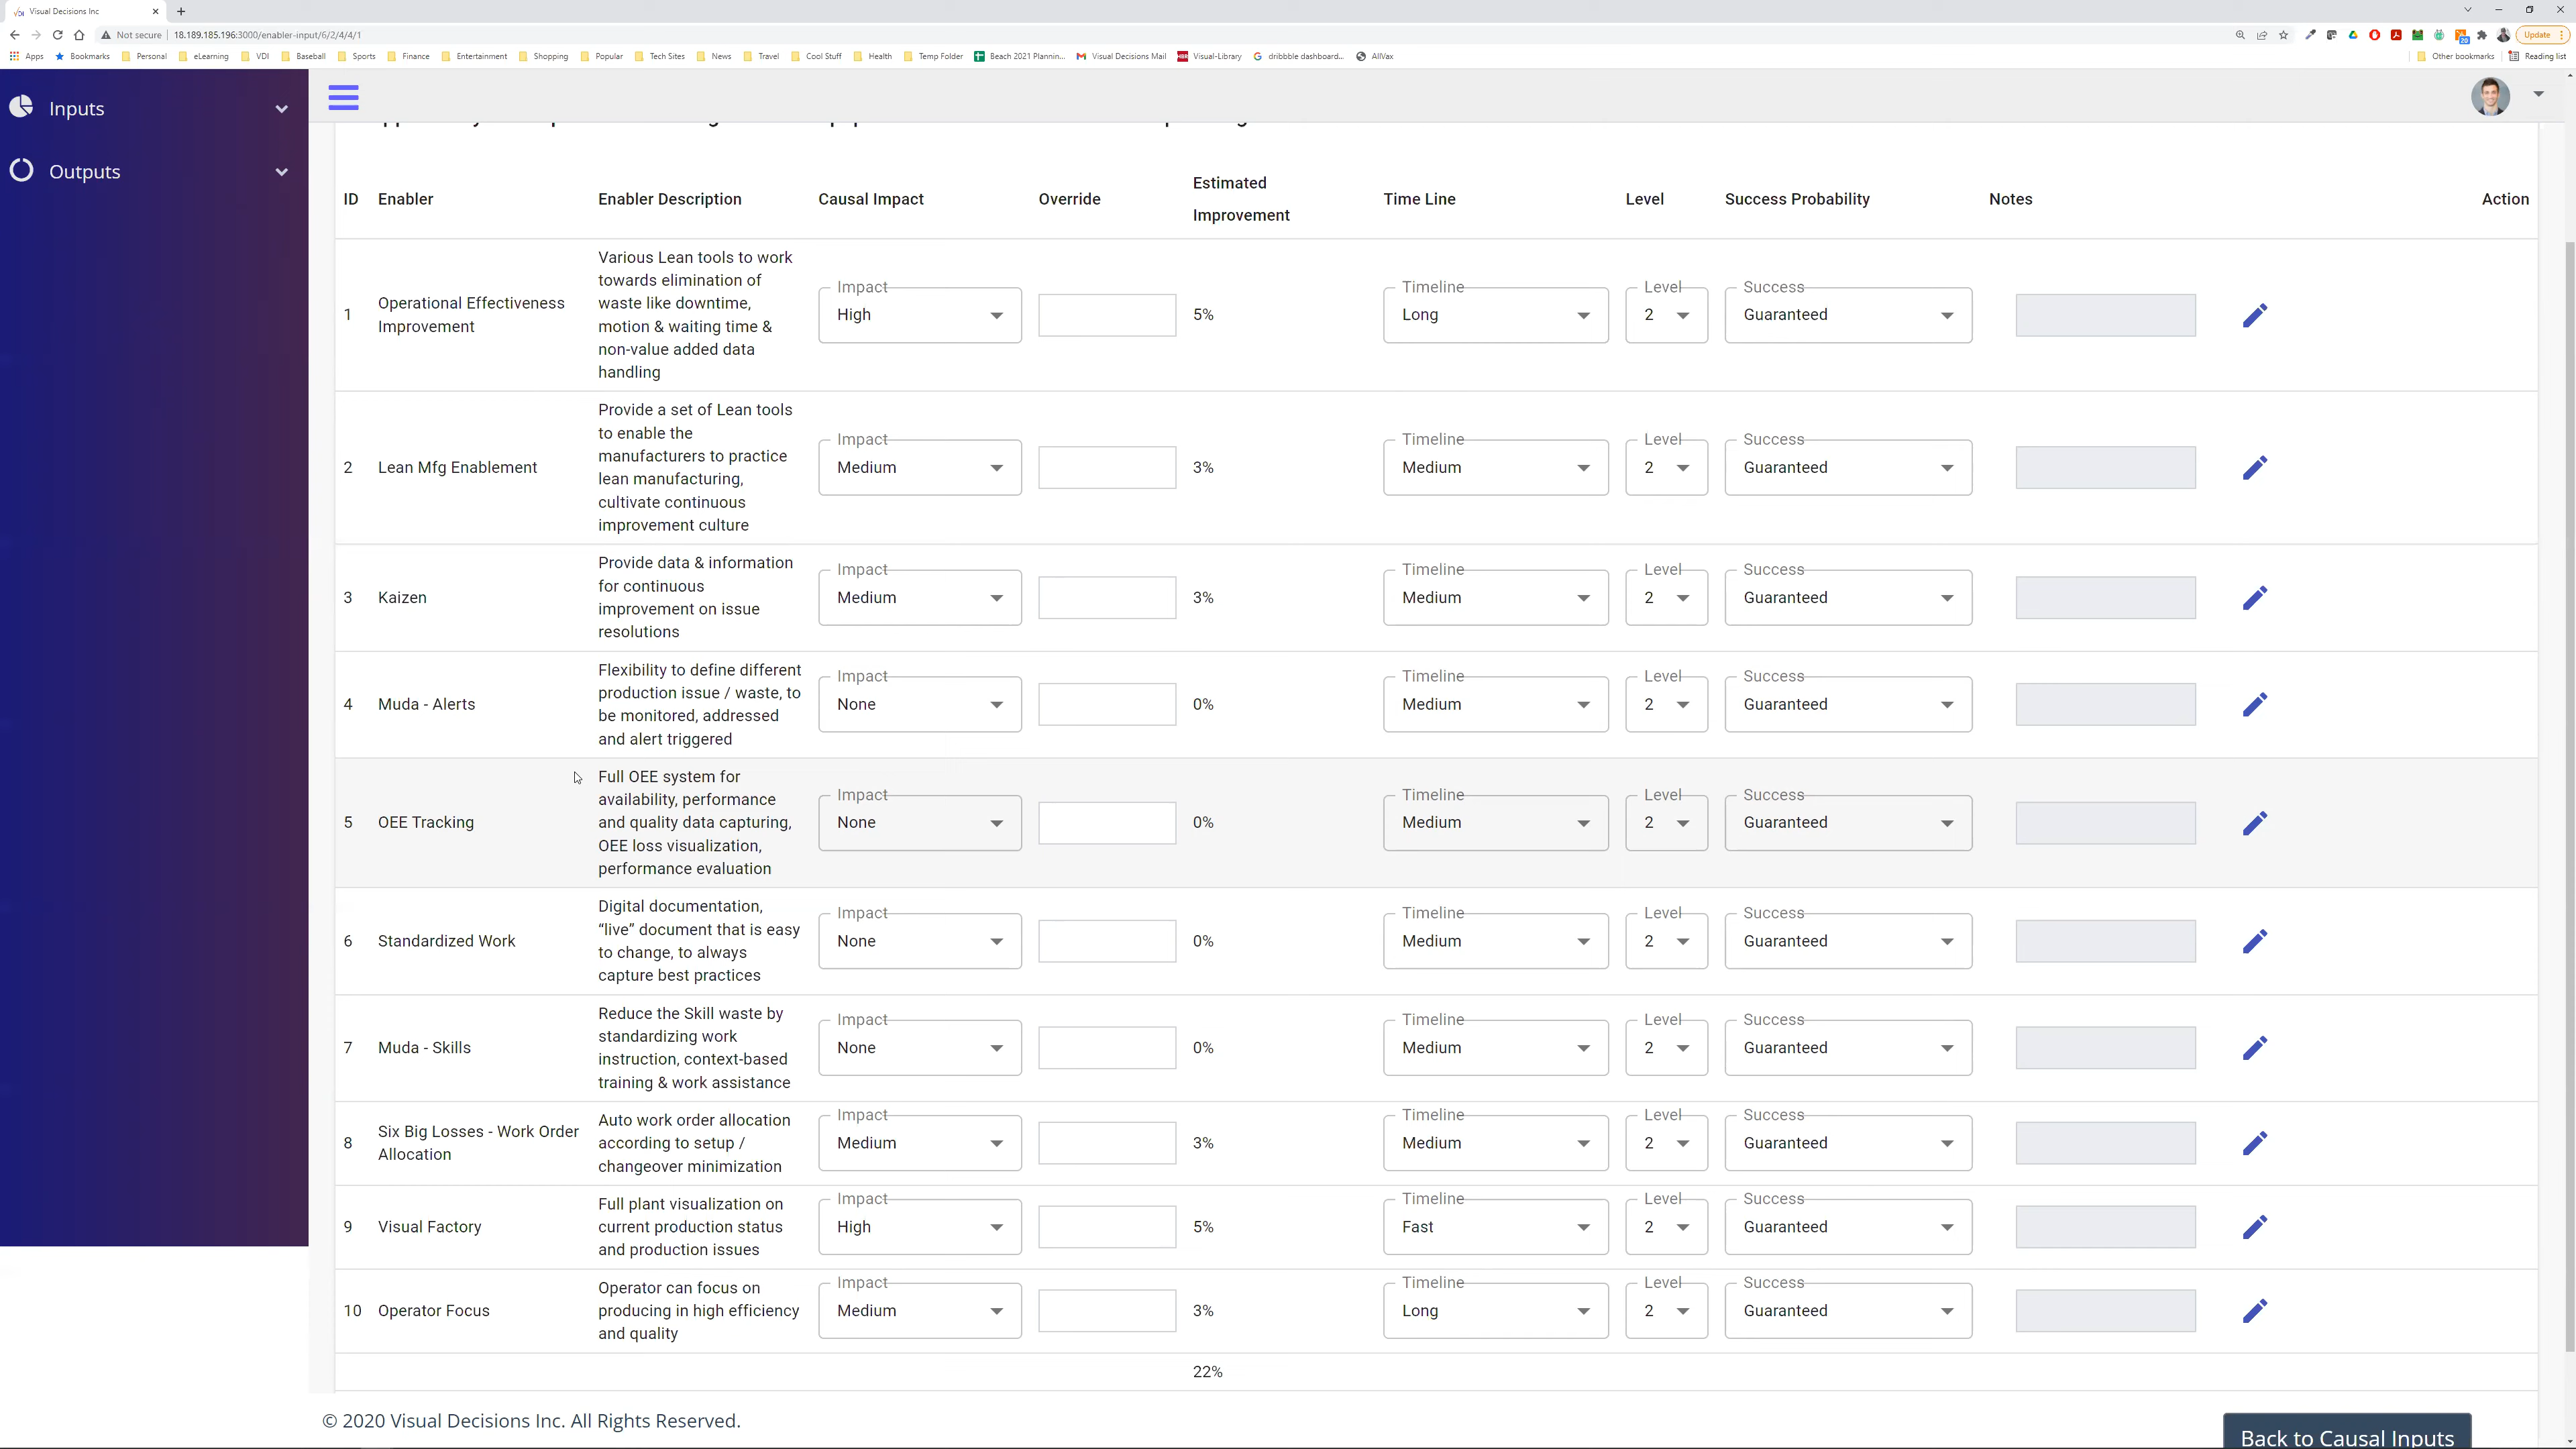 Visual Decisions Inc
Not secure
18.189.185.196:3000/enabler-input/6/2/4/4/1
Update
Apps
Bookmarks
Personal
eLearning
VDI
Baseball
Sports
Finance
Entertainment
Shopping
Popular
Tech Sites
News
Travel
Cool Stuff
Health
Temp Folder
Beach 2021 Plannin...
Visual Decisions Mail
Visual-Library
dribbble dashboard...
AllVax
Other bookmarks
Reading list
Inputs
Outputs
ID
Enabler
Enabler Description
Causal Impact
Override
Estimated
Improvement
Time Line
Level
Success Probability
Notes
Action
1
Operational Effectiveness
Improvement
Various Lean tools to work
towards elimination of
waste like downtime,
motion & waiting time &
non-value added data
handling
Impact
High
5%
Timeline
Long
Level
2
Success
Guaranteed
2
Lean Mfg Enablement
Provide a set of Lean tools
to enable the
manufacturers to practice
lean manufacturing,
cultivate continuous
improvement culture
Impact
Medium
3%
Timeline
Medium
Level
2
Success
Guaranteed
3
Kaizen
Provide data & information
for continuous
improvement on issue
resolutions
Impact
Medium
3%
Timeline
Medium
Level
2
Success
Guaranteed
4
Muda - Alerts
Flexibility to define different
production issue / waste, to
be monitored, addressed
and alert triggered
Impact
None
0%
Timeline
Medium
Level
2
Success
Guaranteed
5
OEE Tracking
Full OEE system for
availability, performance
and quality data capturing,
OEE loss visualization,
performance evaluation
Impact
None
0%
Timeline
Medium
Level
2
Success
Guaranteed
6
Standardized Work
Digital documentation,
“live” document that is easy
to change, to always
capture best practices
Impact
None
0%
Timeline
Medium
Level
2
Success
Guaranteed
7
Muda - Skills
Reduce the Skill waste by
standardizing work
instruction, context-based
training & work assistance
Impact
None
0%
Timeline
Medium
Level
2
Success
Guaranteed
8
Six Big Losses - Work Order
Allocation
Auto work order allocation
according to setup /
changeover minimization
Impact
Medium
3%
Timeline
Medium
Level
2
Success
Guaranteed
9
Visual Factory
Full plant visualization on
current production status
and production issues
Impact
High
5%
Timeline
Fast
Level
2
Success
Guaranteed
10
Operator Focus
Operator can focus on
producing in high efficiency
and quality
Impact
Medium
3%
Timeline
Long
Level
2
Success
Guaranteed
22%
© 2020 Visual Decisions Inc. All Rights Reserved.
Back to Causal Inputs